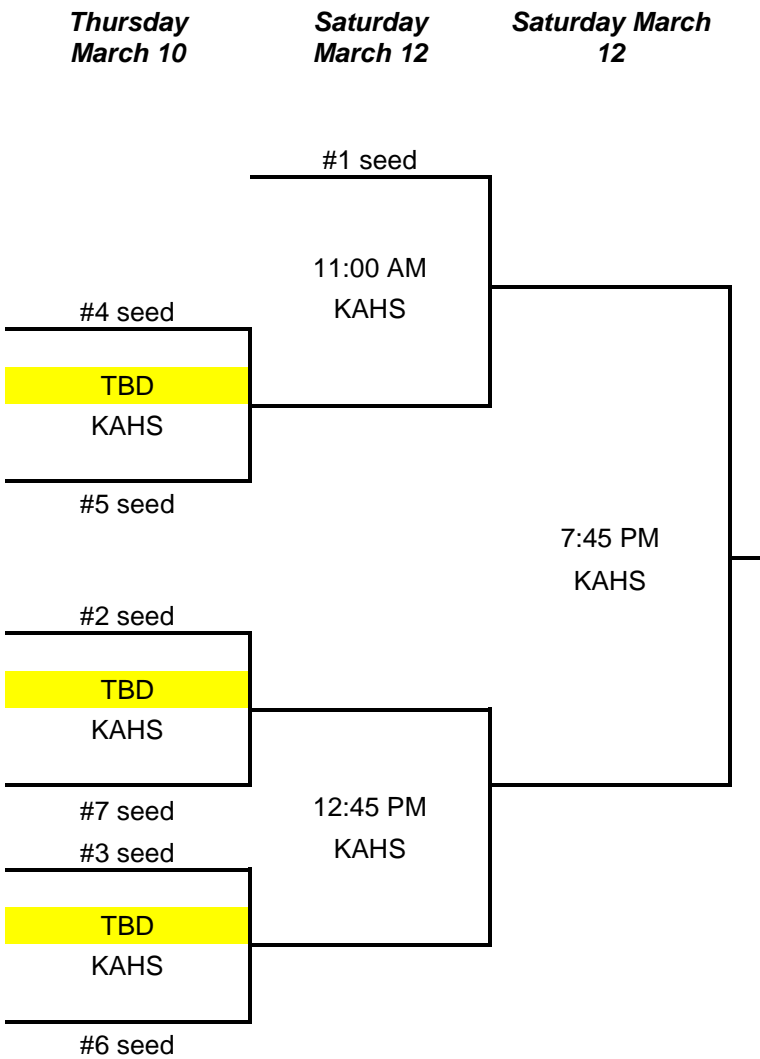 Thursday
March 10
Saturday
March 12
Saturday March
12
#1 seed
11:00 AM
KAHS
#4 seed
TBD
KAHS
#5 seed
7:45 PM
KAHS
#2 seed
TBD
KAHS
#7 seed
12:45 PM
KAHS
#3 seed
TBD
KAHS
#6 seed